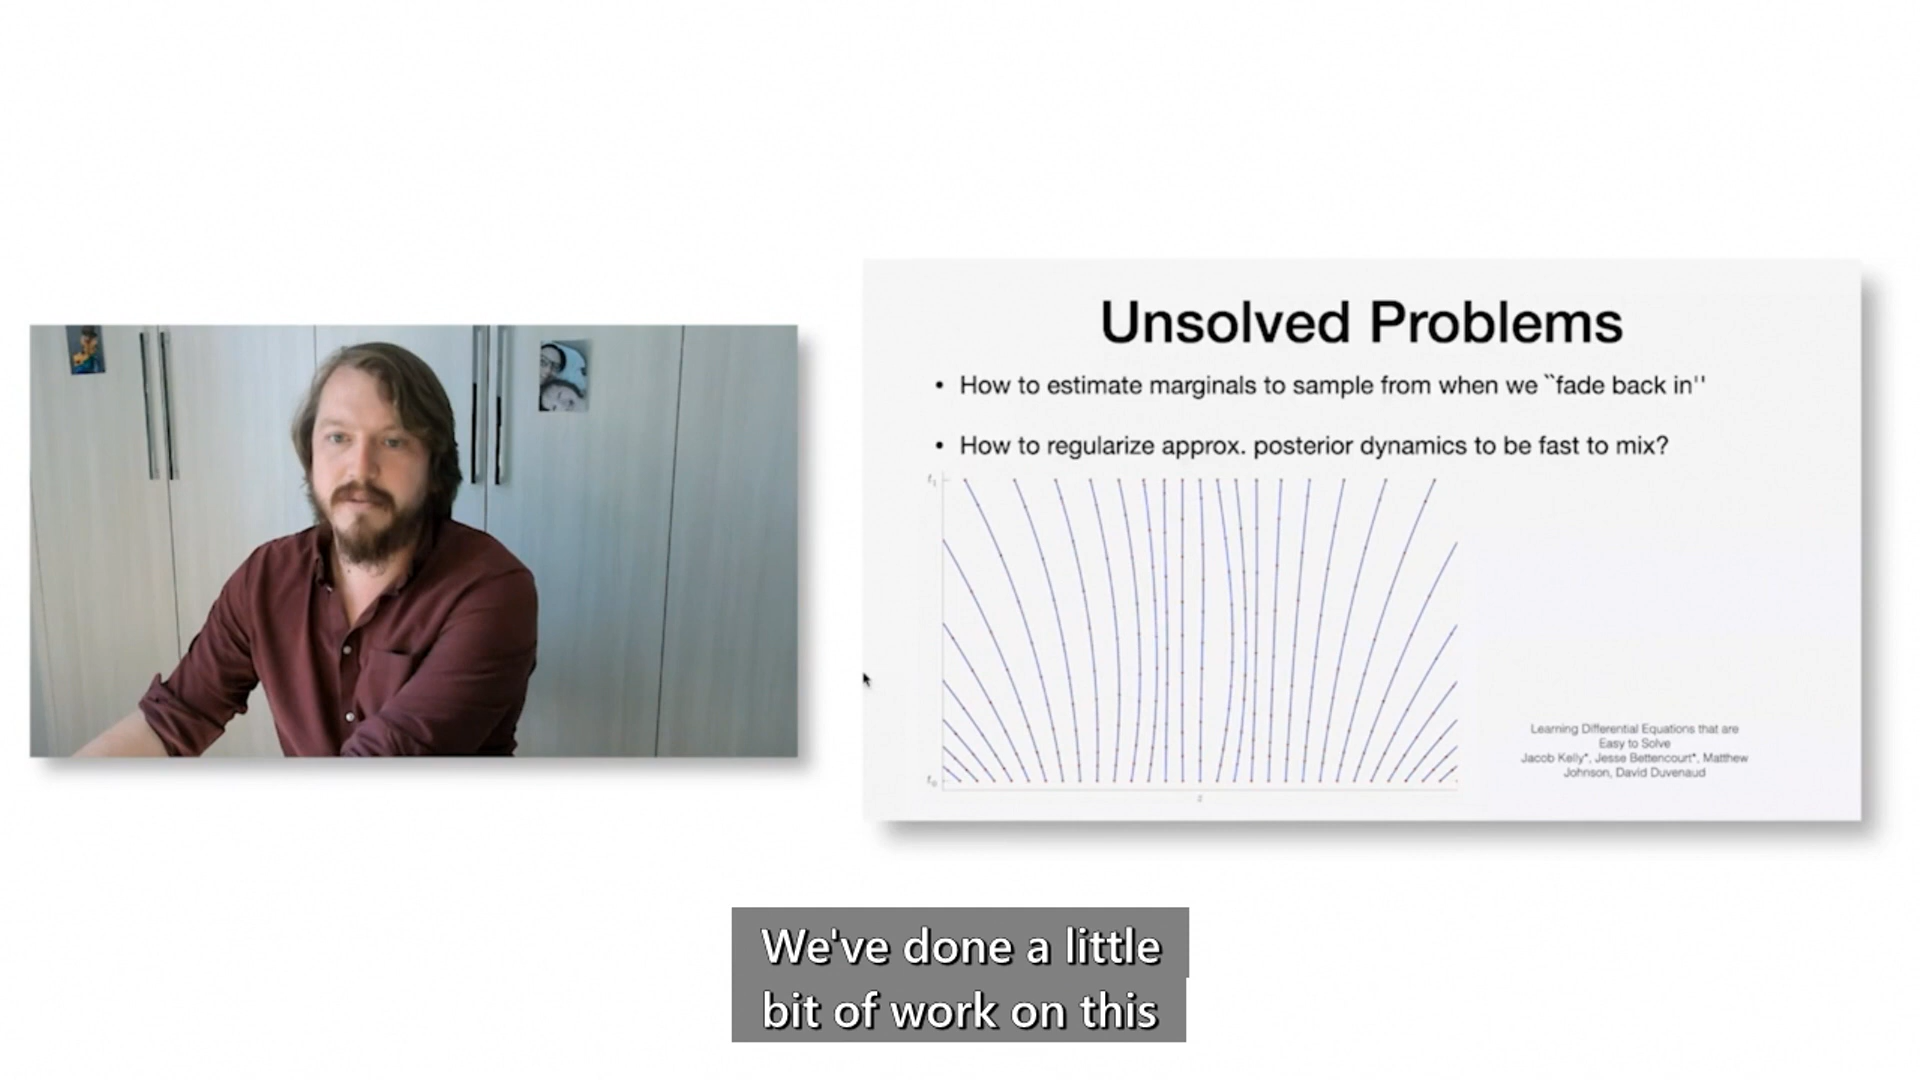 Unsolved Problems
• How to estimate marginals to sample from when we ``fade back in''
• How to regularize approx. posterior dynamics to be fast to mix?
t₁
t₀
z
Learning Differential Equations that are
Easy to Solve
Jacob Kelly*, Jesse Bettencourt*, Matthew
Johnson, David Duvenaud
We've done a little
bit of work on this